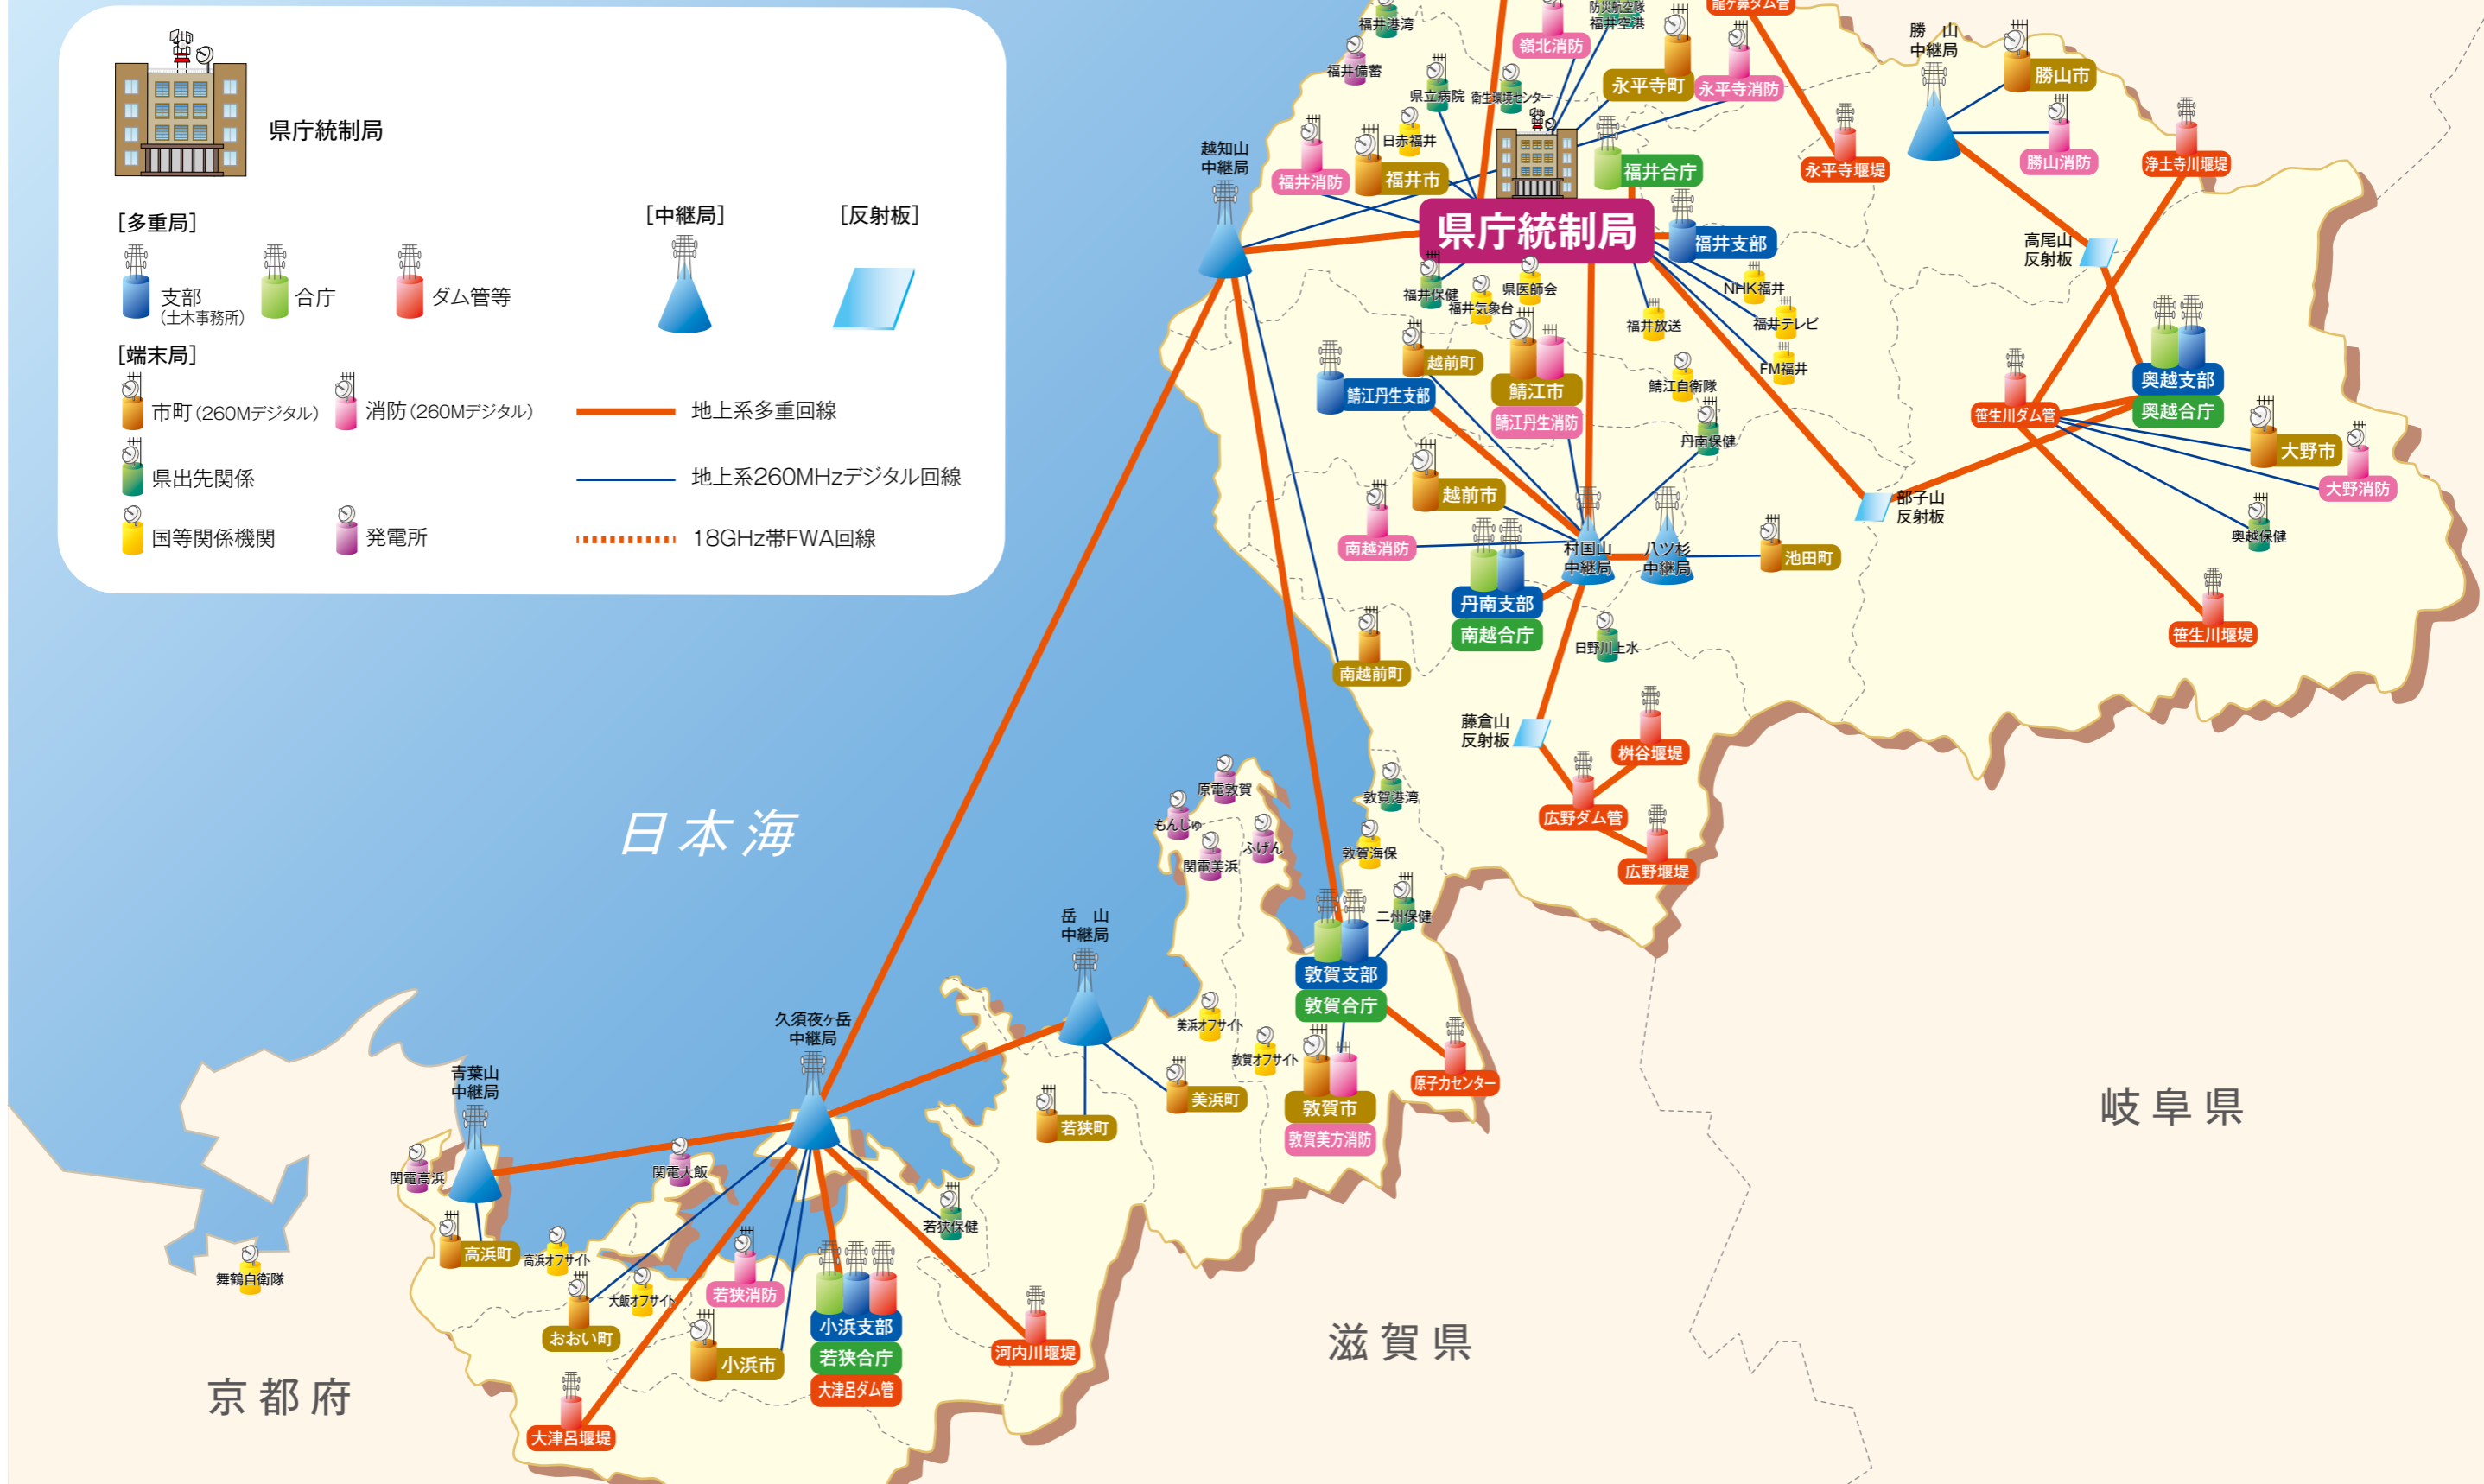 県庁統制局
［多重局］
支部
（土木事務所）
合庁
ダム管等
［中継局］
［反射板］
［端末局］
市町（260Mデジタル）
消防（260Mデジタル）
県出先関係
国等関係機関
発電所
地上系多重回線
地上系260MHzデジタル回線
18GHz帯FWA回線
福井港湾
福井備蓄
嶺北消防
防災航空隊
福井空港
龍ヶ鼻ダム管
県立病院
衛生環境センター
永平寺町
永平寺消防
勝　山
中継局
勝山市
勝山消防
浄土寺川堰堤
永平寺堰堤
日赤福井
越知山
中継局
福井消防
福井市
福井合庁
県庁統制局
福井支部
高尾山
反射板
NHK福井
福井テレビ
FM福井
福井放送
福井保健
福井気象台
県医師会
越前町
鯖江丹生支部
鯖江市
鯖江丹生消防
鯖江自衛隊
丹南保健
奥越支部
奥越合庁
笹生川ダム管
大野市
大野消防
奥越保健
笹生川堰堤
部子山
反射板
越前市
南越消防
村国山
中継局
八ツ杉
中継局
池田町
丹南支部
南越合庁
日野川上水
南越前町
藤倉山
反射板
桝谷堰堤
広野ダム管
広野堰堤
日本海
原電敦賀
もんじゅ
関電美浜
ふげん
敦賀港湾
敦賀海保
二州保健
敦賀支部
敦賀合庁
原子力センター
敦賀市
敦賀美方消防
美浜オフサイト
敦賀オフサイト
岳　山
中継局
美浜町
若狭町
久須夜ヶ岳
中継局
青葉山
中継局
関電高浜
関電大飯
若狭保健
高浜町
高浜オフサイト
舞鶴自衛隊
おおい町
大飯オフサイト
若狭消防
小浜市
小浜支部
若狭合庁
大津呂ダム管
河内川堰堤
大津呂堰堤
京都府
滋賀県
岐阜県